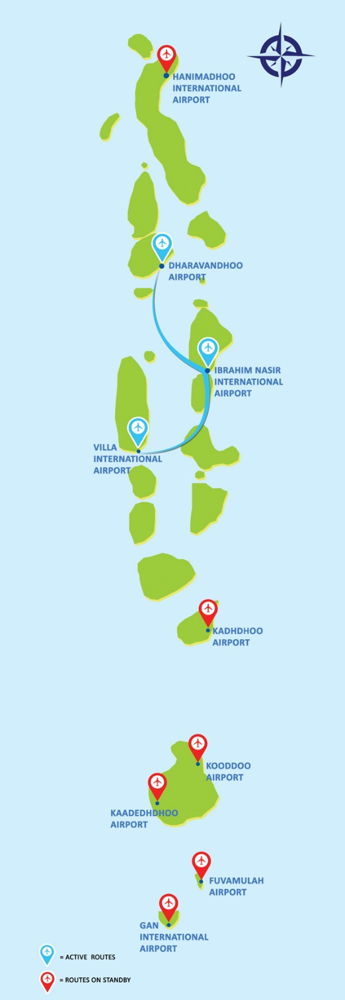 HANIMADHOO
INTERNATIONAL
AIRPORT
DHARAVANDHOO
AIRPORT
IBRAHIM NASIR
INTERNATIONAL
AIRPORT
VILLA
INTERNATIONAL
AIRPORT
KADHDHOO
AIRPORT
KOODDOO
AIRPORT
KAADEDHDHOO
AIRPORT
FUVAMULAH
AIRPORT
GAN
INTERNATIONAL
AIRPORT
= ACTIVE ROUTES
= ROUTES ON STANDBY